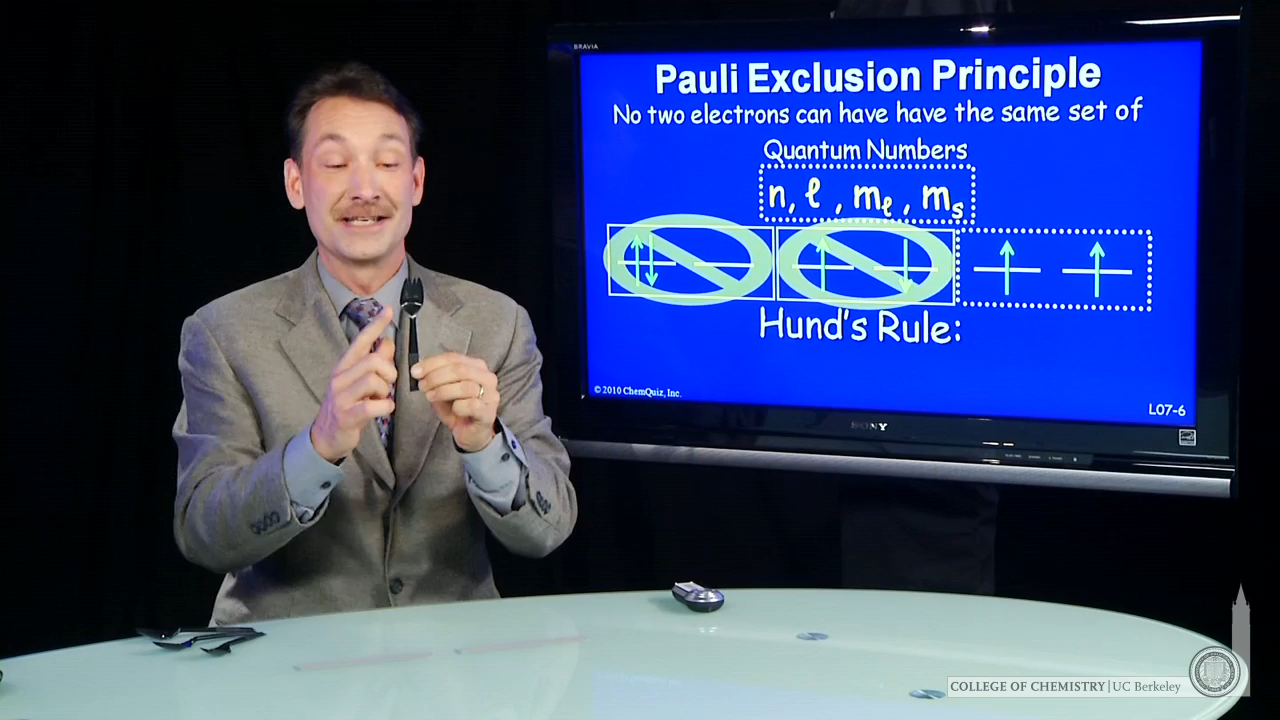 BRAVIA
Pauli Exclusion Principle
No two electrons can have have the same set of
Quantum Numbers
n, ℓ , mℓ , ms
Hund's Rule:
© 2010 ChemQuiz, Inc.
L07-6
SONY
COLLEGE OF CHEMISTRY | UC Berkeley